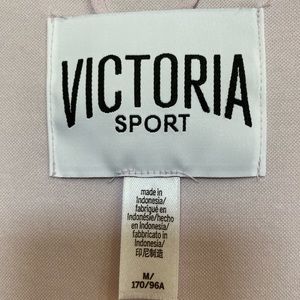 VICTORIA
SPORT
made in
Indonesia/
fabriqué en
Indonésie/hecho
en Indonesia/
fabbricato in
Indonesia/
印尼制造
M/
170/96A